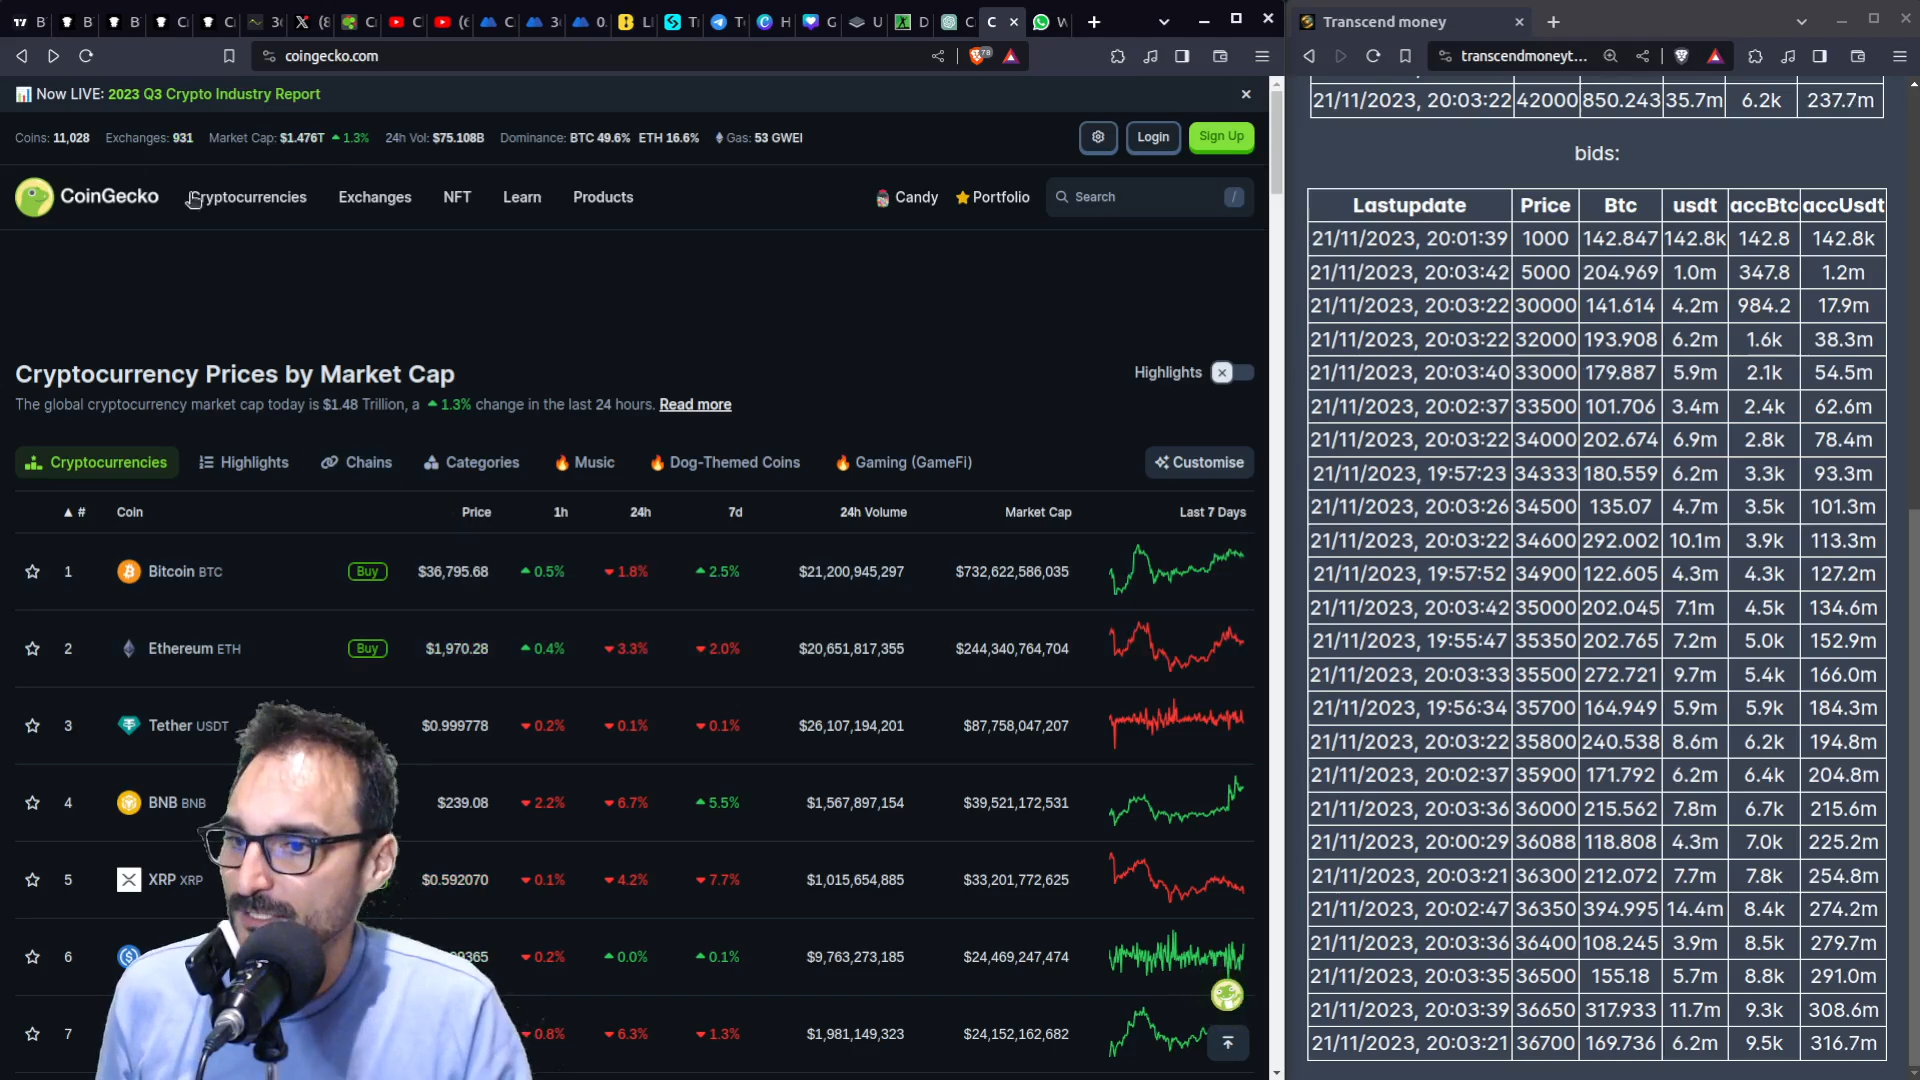 coingecko.com
Now LIVE: 2023 Q3 Crypto Industry Report
Coins: 11,028 Exchanges: 931 Market Cap: $1.476T 1.3% 24h Vol: $75.108B Dominance: BTC 49.6% ETH 16.6% Gas: 53 GWEI
Login
Sign Up
CoinGecko
Cryptocurrencies Exchanges NFT Learn Products
Candy Portfolio Search /
Cryptocurrency Prices by Market Cap
Highlights
The global cryptocurrency market cap today is $1.48 Trillion, a 1.3% change in the last 24 hours. Read more
Cryptocurrencies Highlights Chains Categories Music Dog-Themed Coins Gaming (GameFi) Customise
# Coin Price 1h 24h 7d 24h Volume Market Cap Last 7 Days
1 Bitcoin BTC Buy $36,795.68 0.5% 1.8% 2.5% $21,200,945,297 $732,622,586,035
2 Ethereum ETH Buy $1,970.28 0.4% 3.3% 2.0% $20,651,817,355 $244,340,764,704
3 Tether USDT $0.999778 0.2% 0.1% 0.1% $26,107,194,201 $87,758,047,207
4 BNB BNB $239.08 2.2% 6.7% 5.5% $1,567,897,154 $39,521,172,531
5 XRP XRP $0.592070 0.1% 4.2% 7.7% $1,015,654,885 $33,201,772,625
6 0.2% 0.0% 0.1% $9,763,273,185 $24,469,247,474
7 0.8% 6.3% 1.3% $1,981,149,323 $24,152,162,682
Transcend money
transcendmoneyt...
21/11/2023, 20:03:22 42000 850.243 35.7m 6.2k 237.7m
bids:
Lastupdate Price Btc usdt accBtc accUsdt
21/11/2023, 20:01:39 1000 142.847 142.8k 142.8 142.8k
21/11/2023, 20:03:42 5000 204.969 1.0m 347.8 1.2m
21/11/2023, 20:03:22 30000 141.614 4.2m 984.2 17.9m
21/11/2023, 20:03:22 32000 193.908 6.2m 1.6k 38.3m
21/11/2023, 20:03:40 33000 179.887 5.9m 2.1k 54.5m
21/11/2023, 20:02:37 33500 101.706 3.4m 2.4k 62.6m
21/11/2023, 20:03:22 34000 202.674 6.9m 2.8k 78.4m
21/11/2023, 19:57:23 34333 180.559 6.2m 3.3k 93.3m
21/11/2023, 20:03:26 34500 135.07 4.7m 3.5k 101.3m
21/11/2023, 20:03:22 34600 292.002 10.1m 3.9k 113.3m
21/11/2023, 19:57:52 34900 122.605 4.3m 4.3k 127.2m
21/11/2023, 20:03:42 35000 202.045 7.1m 4.5k 134.6m
21/11/2023, 19:55:47 35350 202.765 7.2m 5.0k 152.9m
21/11/2023, 20:03:33 35500 272.721 9.7m 5.4k 166.0m
21/11/2023, 19:56:34 35700 164.949 5.9m 5.9k 184.3m
21/11/2023, 20:03:22 35800 240.538 8.6m 6.2k 194.8m
21/11/2023, 20:02:37 35900 171.792 6.2m 6.4k 204.8m
21/11/2023, 20:03:36 36000 215.562 7.8m 6.7k 215.6m
21/11/2023, 20:00:29 36088 118.808 4.3m 7.0k 225.2m
21/11/2023, 20:03:21 36300 212.072 7.7m 7.8k 254.8m
21/11/2023, 20:02:47 36350 394.995 14.4m 8.4k 274.2m
21/11/2023, 20:03:36 36400 108.245 3.9m 8.5k 279.7m
21/11/2023, 20:03:35 36500 155.18 5.7m 8.8k 291.0m
21/11/2023, 20:03:39 36650 317.933 11.7m 9.3k 308.6m
21/11/2023, 20:03:21 36700 169.736 6.2m 9.5k 316.7m